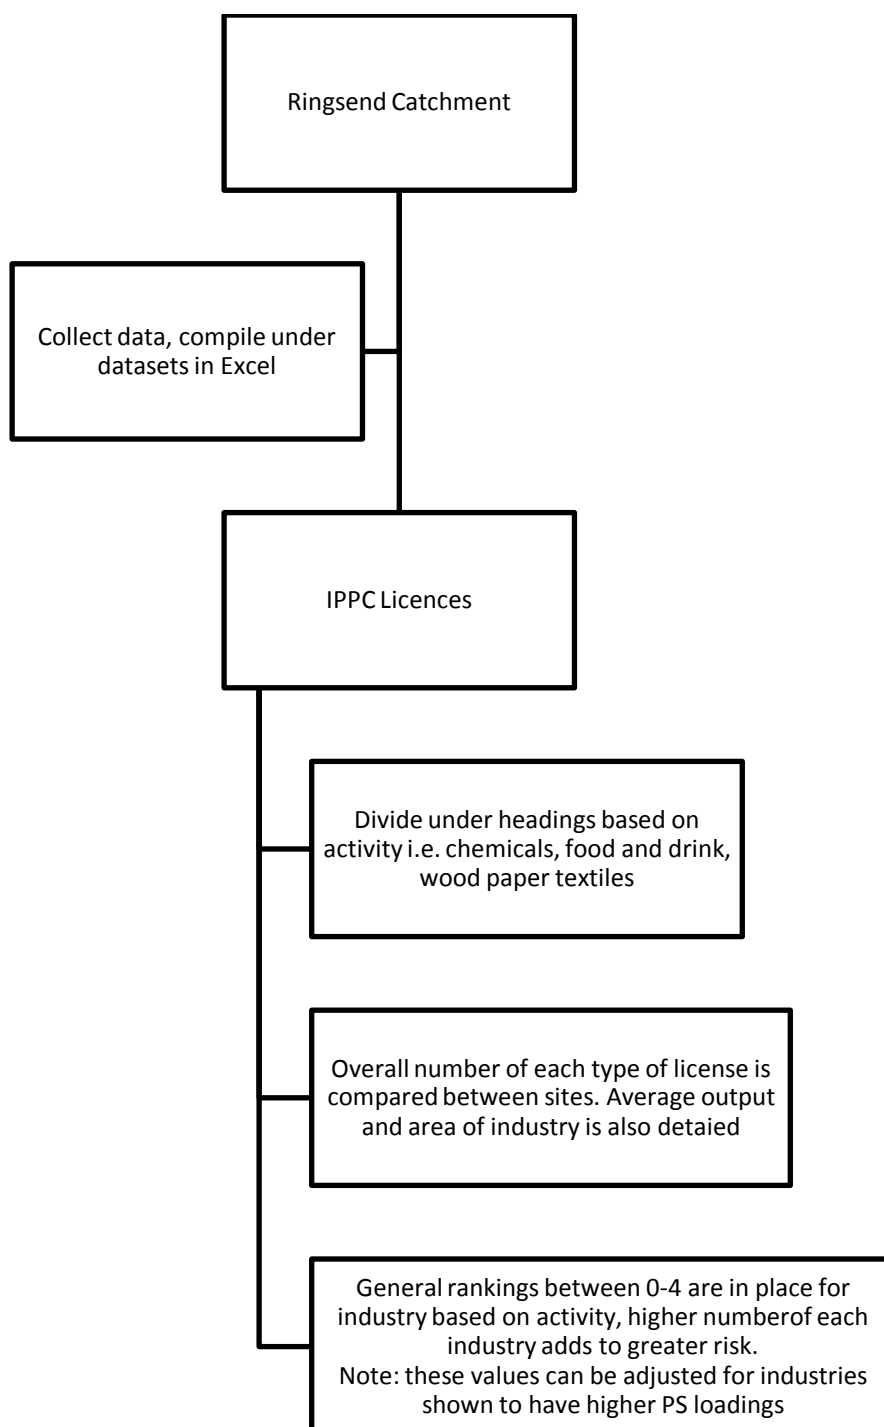 Ringsend Catchment
Collect data, compile under
datasets in Excel
IPPC Licences
Divide under headings based on
activity i.e. chemicals, food and drink,
wood paper textiles
Overall number of each type of license is
compared between sites. Average output
and area of industry is also detaied
General rankings between 0-4 are in place for
industry based on activity, higher numberof each
industry adds to greater risk.
Note: these values can be adjusted for industries
shown to have higher PS loadings